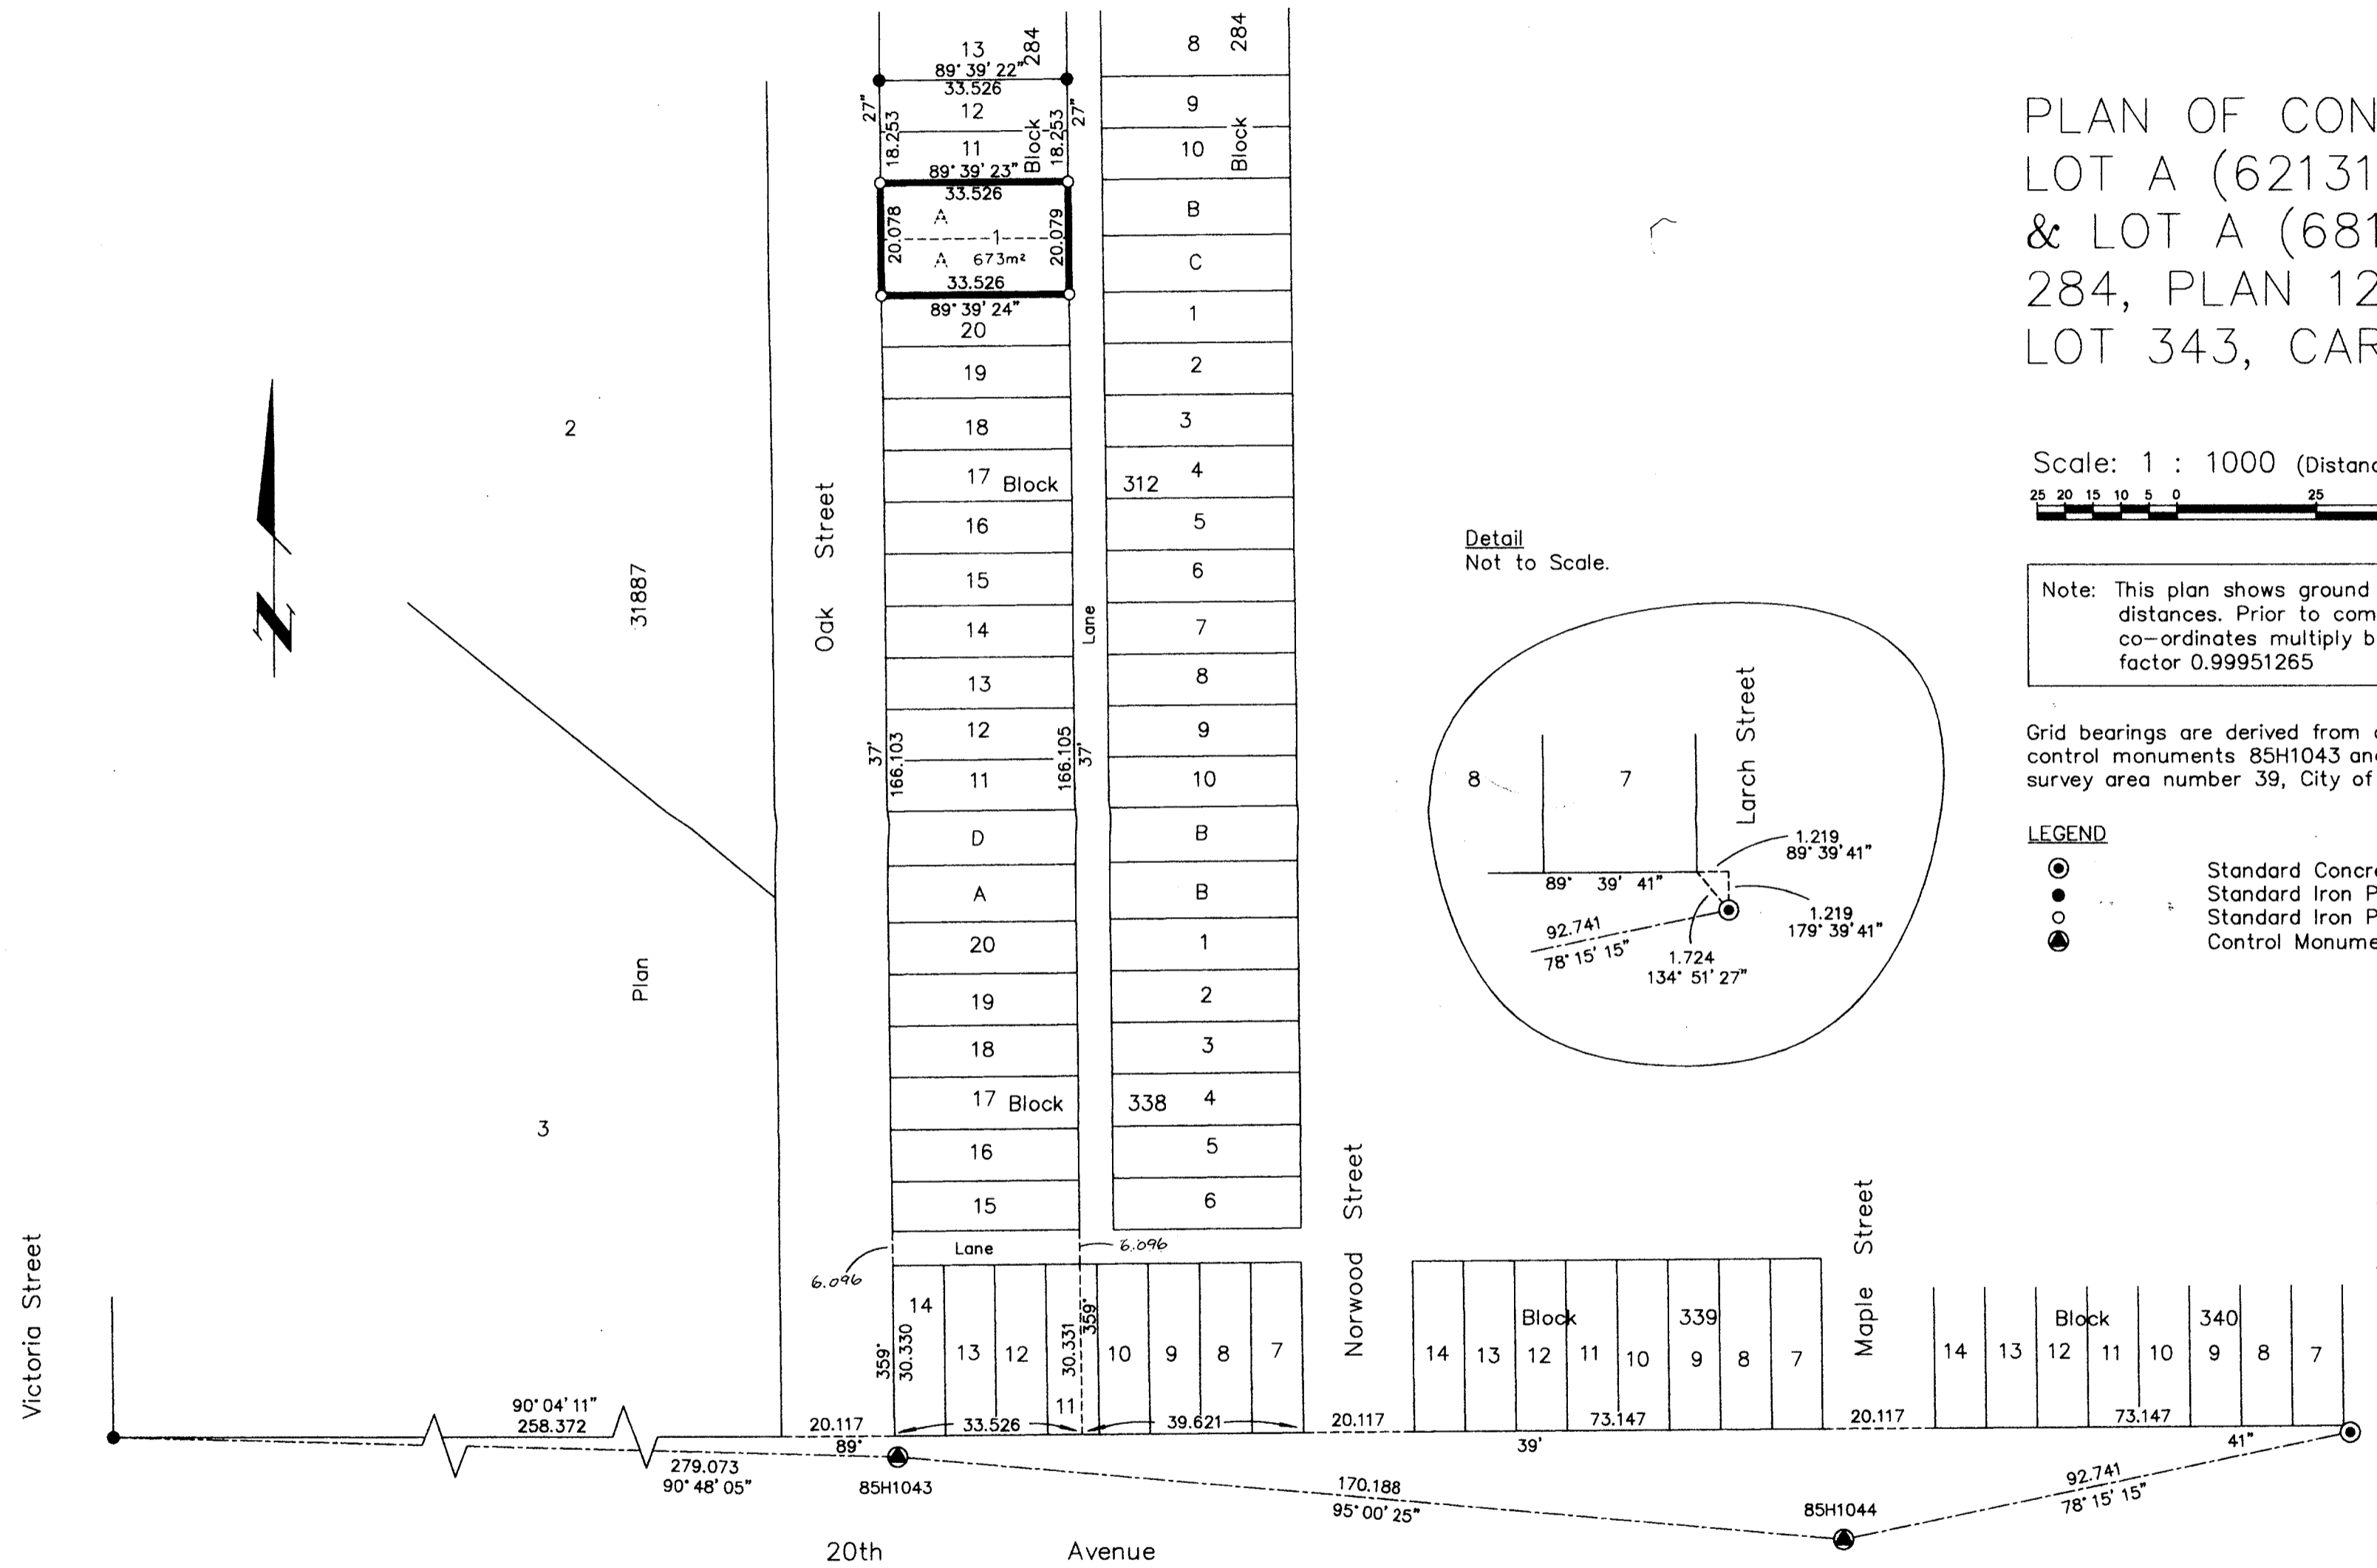 PLAN OF CON
LOT A (62131
& LOT A (681
284, PLAN 12
LOT 343, CAR
Scale: 1 : 1000 (Distanc
25 20 15 10 5 0 25
Note: This plan shows ground
distances. Prior to com
co-ordinates multiply b
factor 0.99951265
Grid bearings are derived from
control monuments 85H1043 and
survey area number 39, City of
LEGEND
Standard Concre
Standard Iron P
Standard Iron P
Control Monume
13
284
89° 39' 22"
33.526
27"
27"
12
18.253
18.253
11
Block
89° 39' 23"
33.526
A
20.078
20.079
1
A 673m²
33.526
89° 39' 24"
20
19
18
17 Block 312
16
15
14
13
12
37'
166.103
166.105
37'
11
D
A
20
19
18
17 Block 338
16
15
Lane
8
284
9
10
Block
B
C
1
2
3
4
5
6
7
8
9
10
B
B
1
2
3
4
5
6
Lane
6.096
6.096
2
31887
Plan
3
N
Oak Street
Victoria Street
Norwood Street
Maple Street
Detail
Not to Scale.
8
7
Larch Street
1.219
89° 39' 41"
89° 39' 41"
1.219
179° 39' 41"
92.741
78° 15' 15"
1.724
134° 51' 27"
14
13
12
11
10
9
8
7
359°
30.330
30.331
359°
Block 339
14
13
12
11
10
9
8
7
Block 340
14
13
12
11
10
9
8
7
90° 04' 11"
258.372
20.117
33.526
39.621
20.117
73.147
20.117
73.147
89°
39'
41"
279.073
90° 48' 05"
85H1043
170.188
95° 00' 25"
85H1044
92.741
78° 15' 15"
20th Avenue